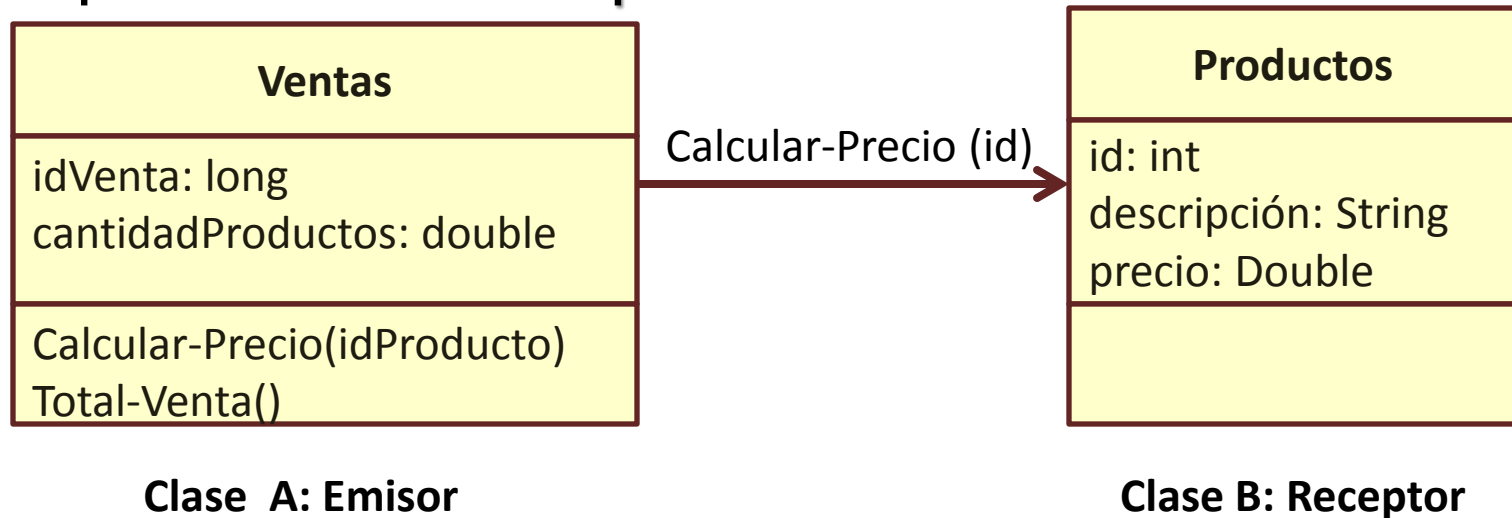 Ventas
idVenta: long
cantidadProductos: double
Calcular-Precio(idProducto)
Total-Venta()
Calcular-Precio (id)
Productos
id: int
descripción: String
precio: Double
Clase A: Emisor
Clase B: Receptor